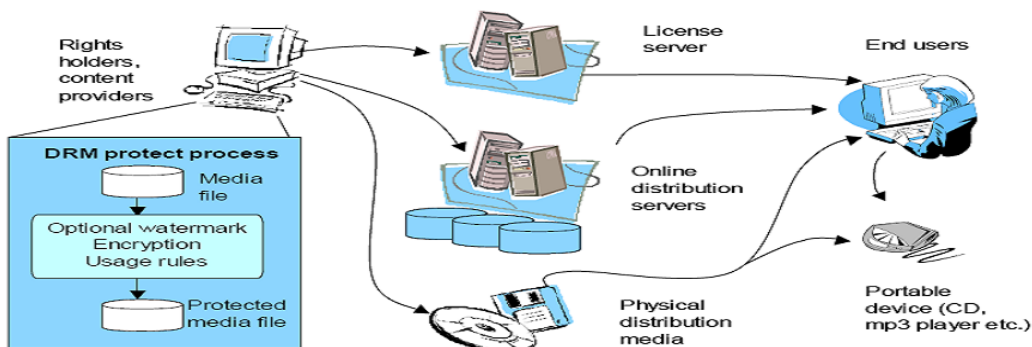 Rights
holders,
content
providers
License
server
End users
DRM protect process
Media
file
Optional watermark
Encryption
Usage rules
Protected
media file
Online
distribution
servers
Physical
distribution
media
Portable
device (CD,
mp3 player etc.)